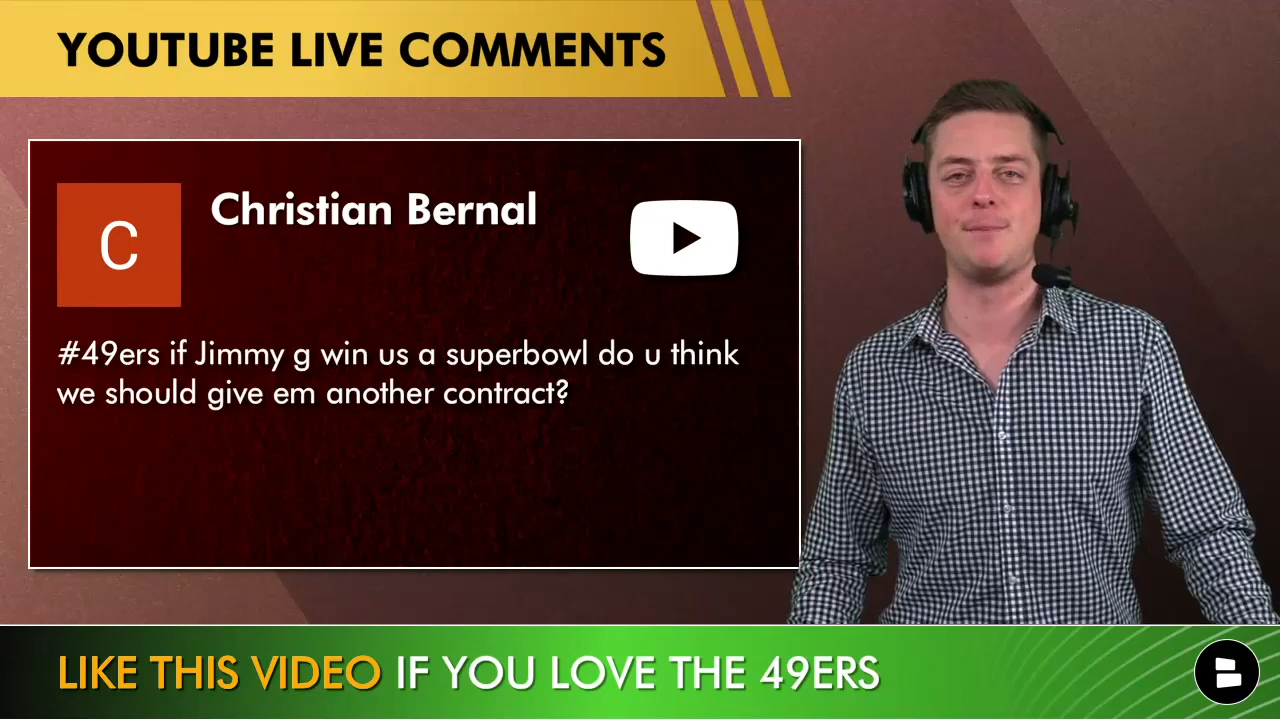 YOUTUBE LIVE COMMENTS
C
Christian Bernal
#49ers if Jimmy g win us a superbowl do u think
we should give em another contract?
LIKE THIS VIDEO IF YOU LOVE THE 49ERS